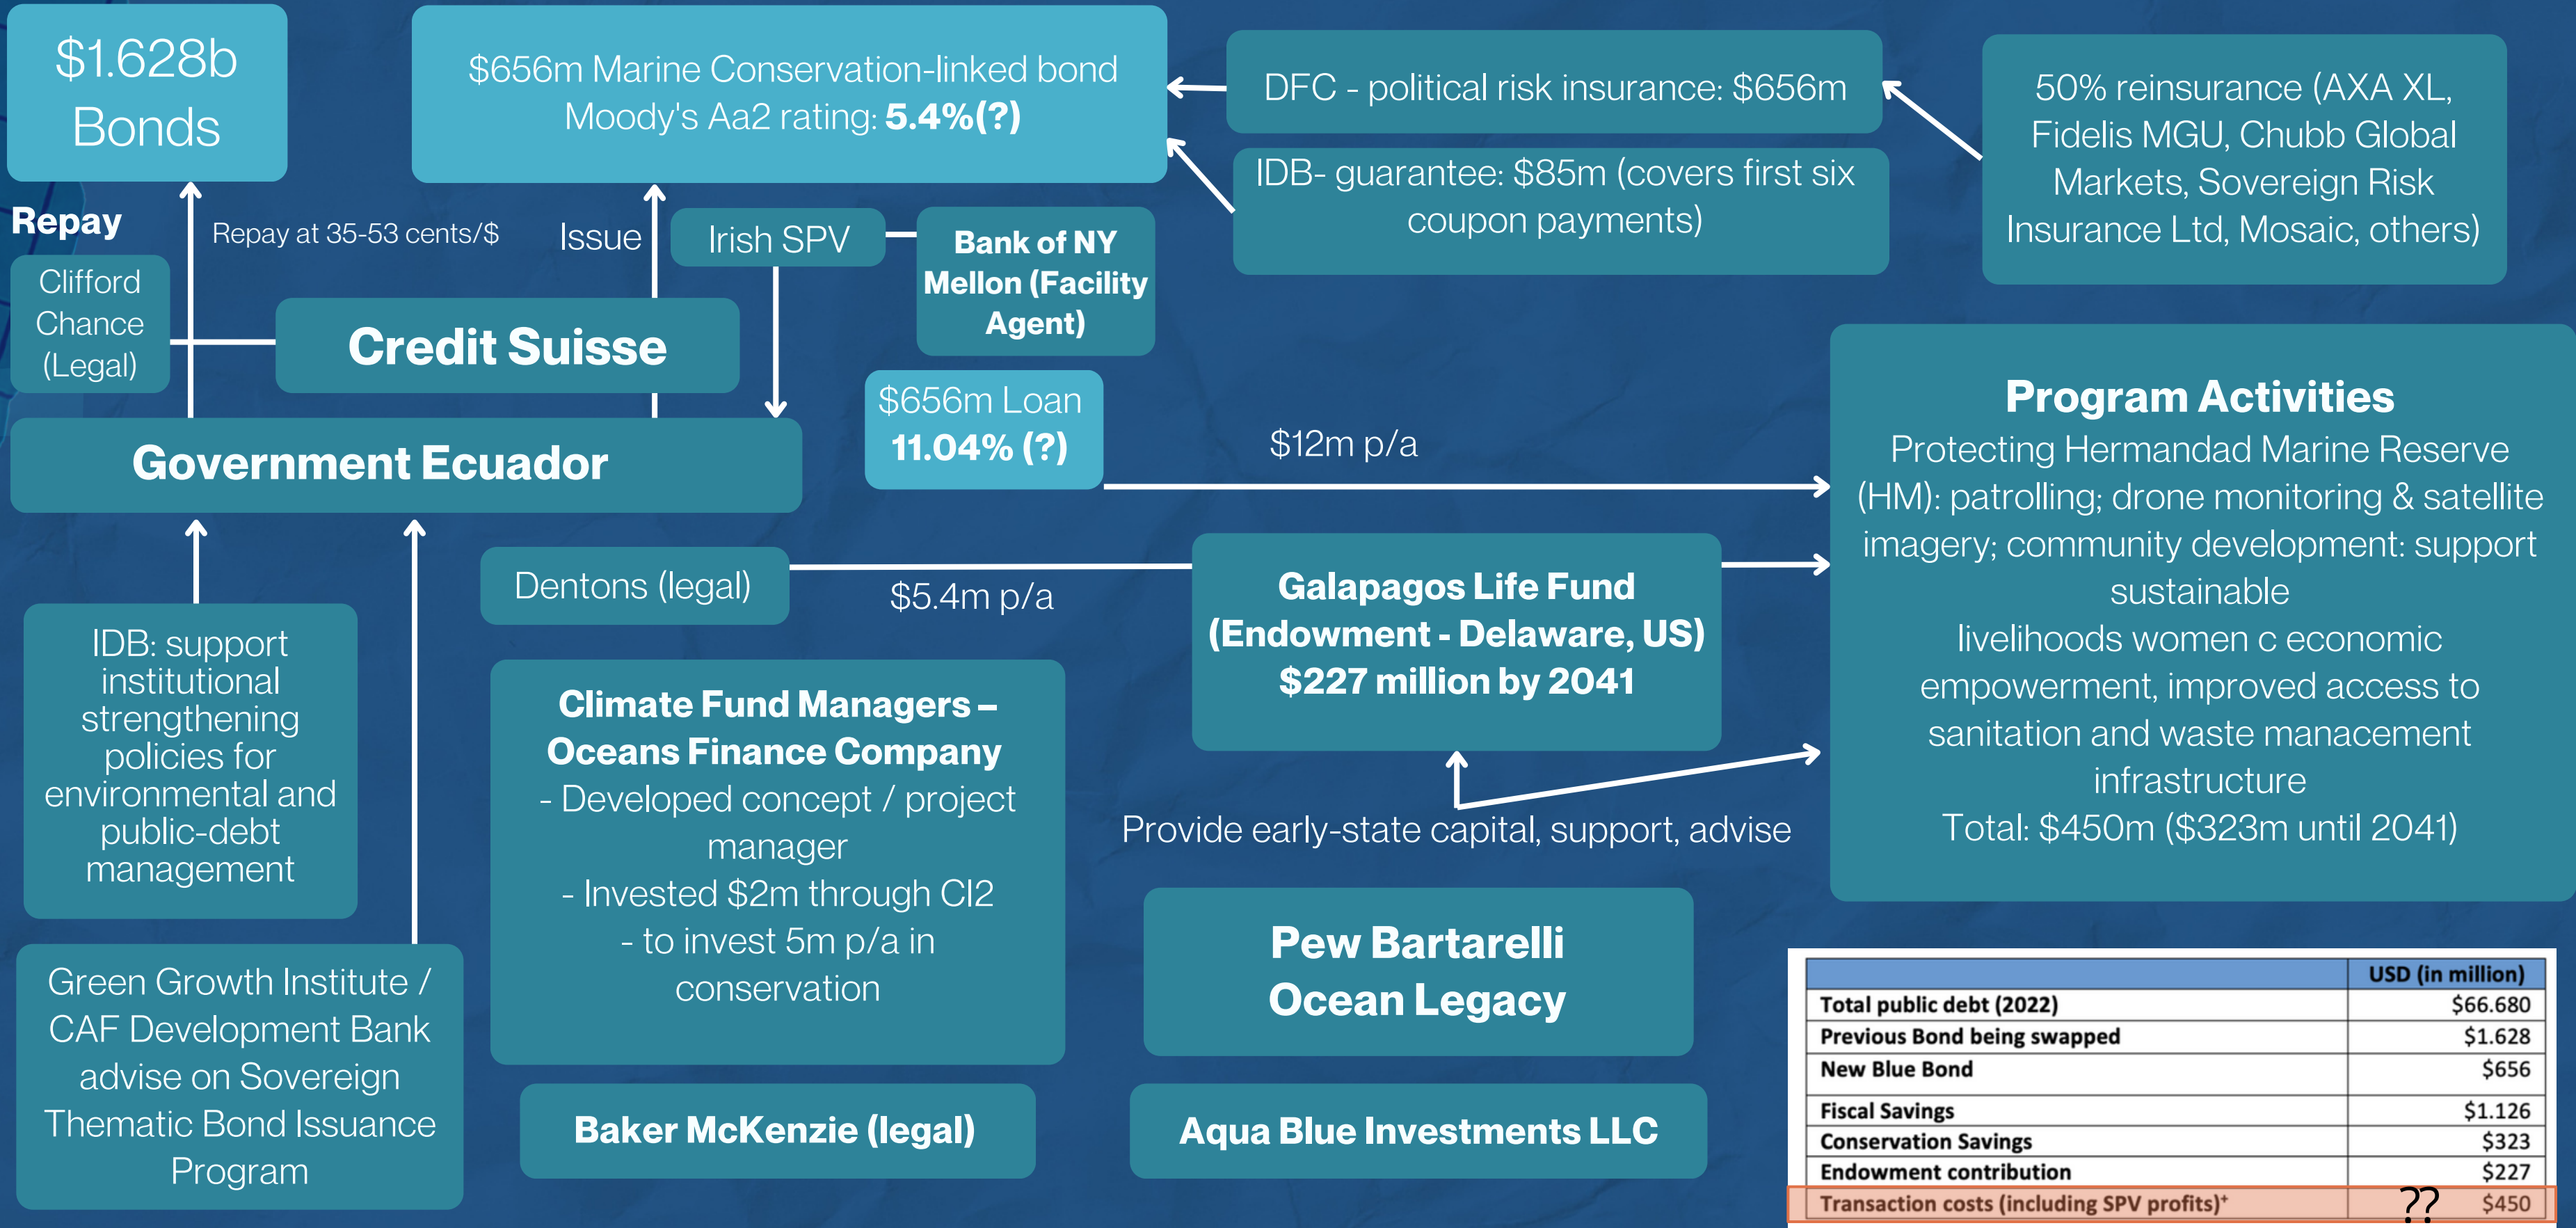 $1.628b
Bonds
$656m Marine Conservation-linked bond
Moody's Aa2 rating: 5.4%(?)
DFC - political risk insurance: $656m
IDB- guarantee: $85m (covers first six
coupon payments)
50% reinsurance (AXA XL,
Fidelis MGU, Chubb Global
Markets, Sovereign Risk
Insurance Ltd, Mosaic, others)
Repay
Repay at 35-53 cents/$
Issue
Irish SPV
Bank of NY
Mellon (Facility
Agent)
Clifford
Chance
(Legal)
Credit Suisse
$656m Loan
11.04% (?)
Government Ecuador
$12m p/a
Program Activities
Protecting Hermandad Marine Reserve
(HM): patrolling; drone monitoring & satellite
imagery; community development: support
sustainable
livelihoods women c economic
empowerment, improved access to
sanitation and waste manacement
infrastructure
Total: $450m ($323m until 2041)
Dentons (legal)
$5.4m p/a
Galapagos Life Fund
(Endowment - Delaware, US)
$227 million by 2041
IDB: support
institutional
strengthening
policies for
environmental and
public-debt
management
Climate Fund Managers –
Oceans Finance Company
- Developed concept / project
manager
- Invested $2m through CI2
- to invest 5m p/a in
conservation
Provide early-state capital, support, advise
Pew Bartarelli
Ocean Legacy
Green Growth Institute /
CAF Development Bank
advise on Sovereign
Thematic Bond Issuance
Program
Baker McKenzie (legal)
Aqua Blue Investments LLC
USD (in million)
Total public debt (2022) $66.680
Previous Bond being swapped $1.628
New Blue Bond $656
Fiscal Savings $1.126
Conservation Savings $323
Endowment contribution $227
Transaction costs (including SPV profits)+ ?? $450